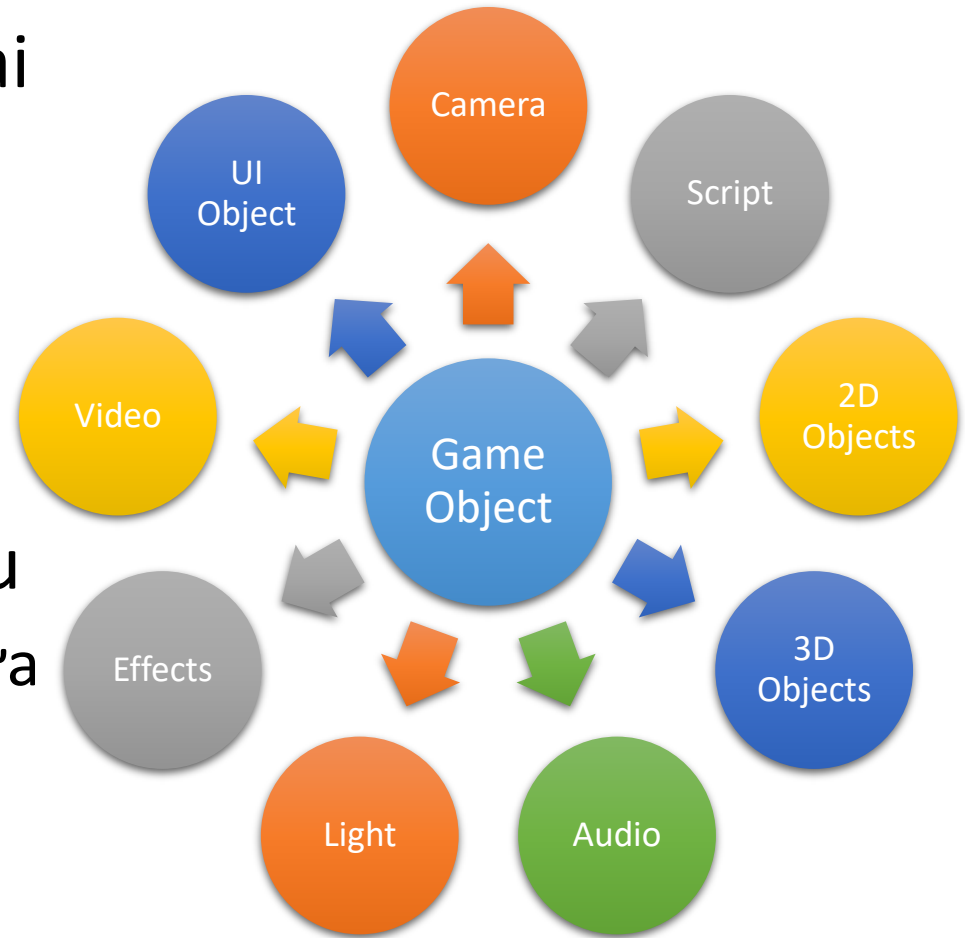 Camera
UI
Object
Script
Video
2D
Objects
Game
Object
Effects
3D
Objects
Light
Audio